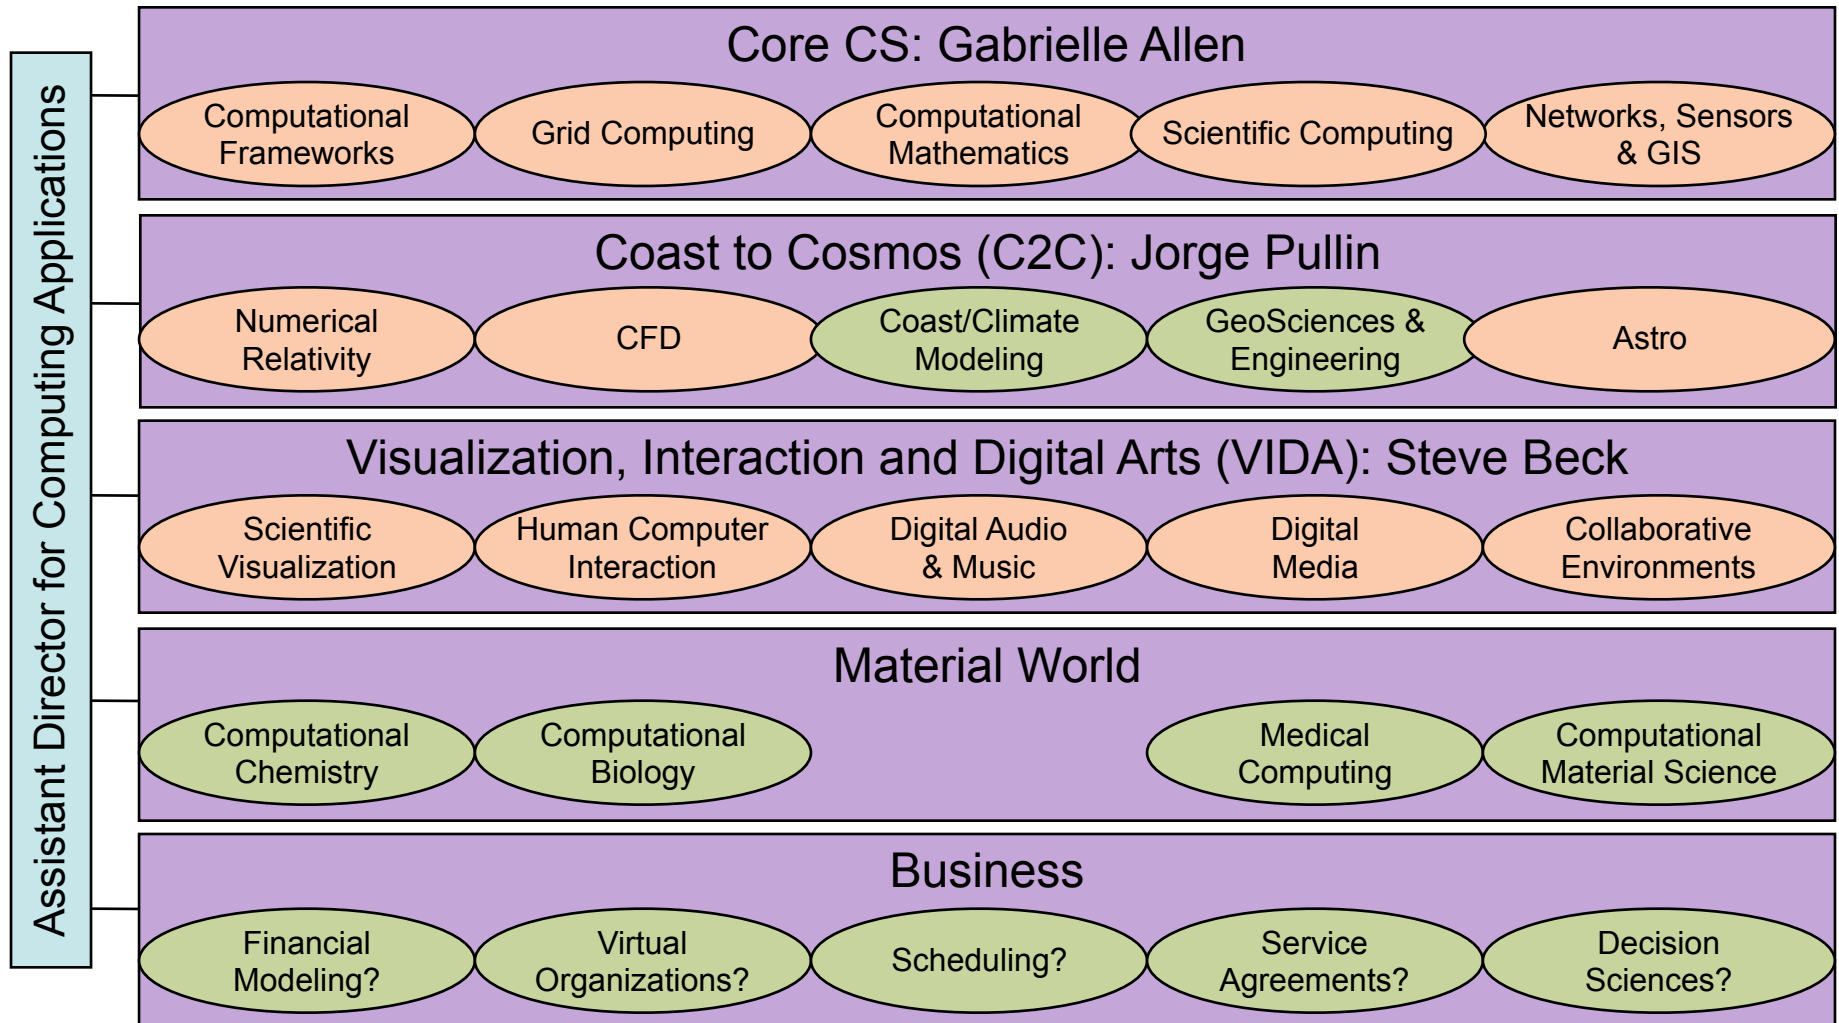 Assistant Director for Computing Applications
Core CS: Gabrielle Allen
Computational
Frameworks
Grid Computing
Computational
Mathematics
Scientific Computing
Networks, Sensors
& GIS
Coast to Cosmos (C2C): Jorge Pullin
Numerical
Relativity
CFD
Coast/Climate
Modeling
GeoSciences &
Engineering
Astro
Visualization, Interaction and Digital Arts (VIDA): Steve Beck
Scientific
Visualization
Human Computer
Interaction
Digital Audio
& Music
Digital
Media
Collaborative
Environments
Material World
Computational
Chemistry
Computational
Biology
Medical
Computing
Computational
Material Science
Business
Financial
Modeling?
Virtual
Organizations?
Scheduling?
Service
Agreements?
Decision
Sciences?